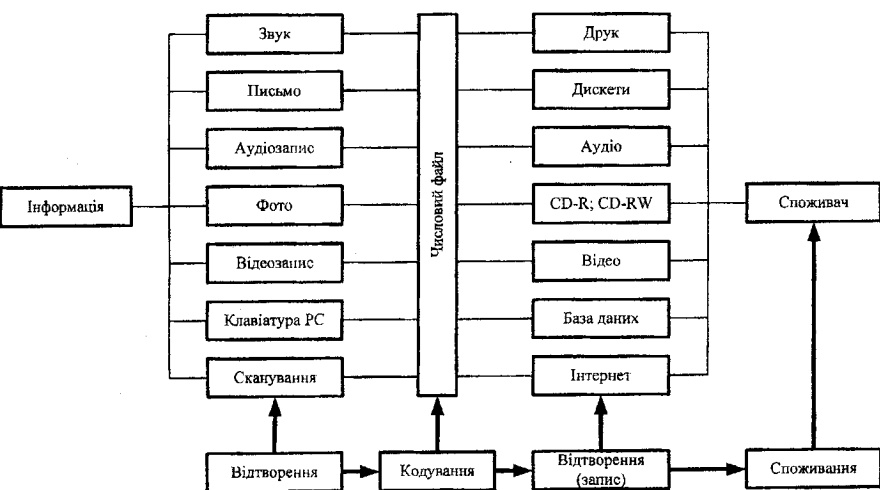 Інформація
Звук
Письмо
Аудіозапис
Фото
Відеозапис
Клавіатура PC
Сканування
Числовий файл
Друк
Дискети
Аудіо
CD-R; CD-RW
Відео
База даних
Інтернет
Споживач
Відтворення
Кодування
Відтворення
(запис)
Споживання